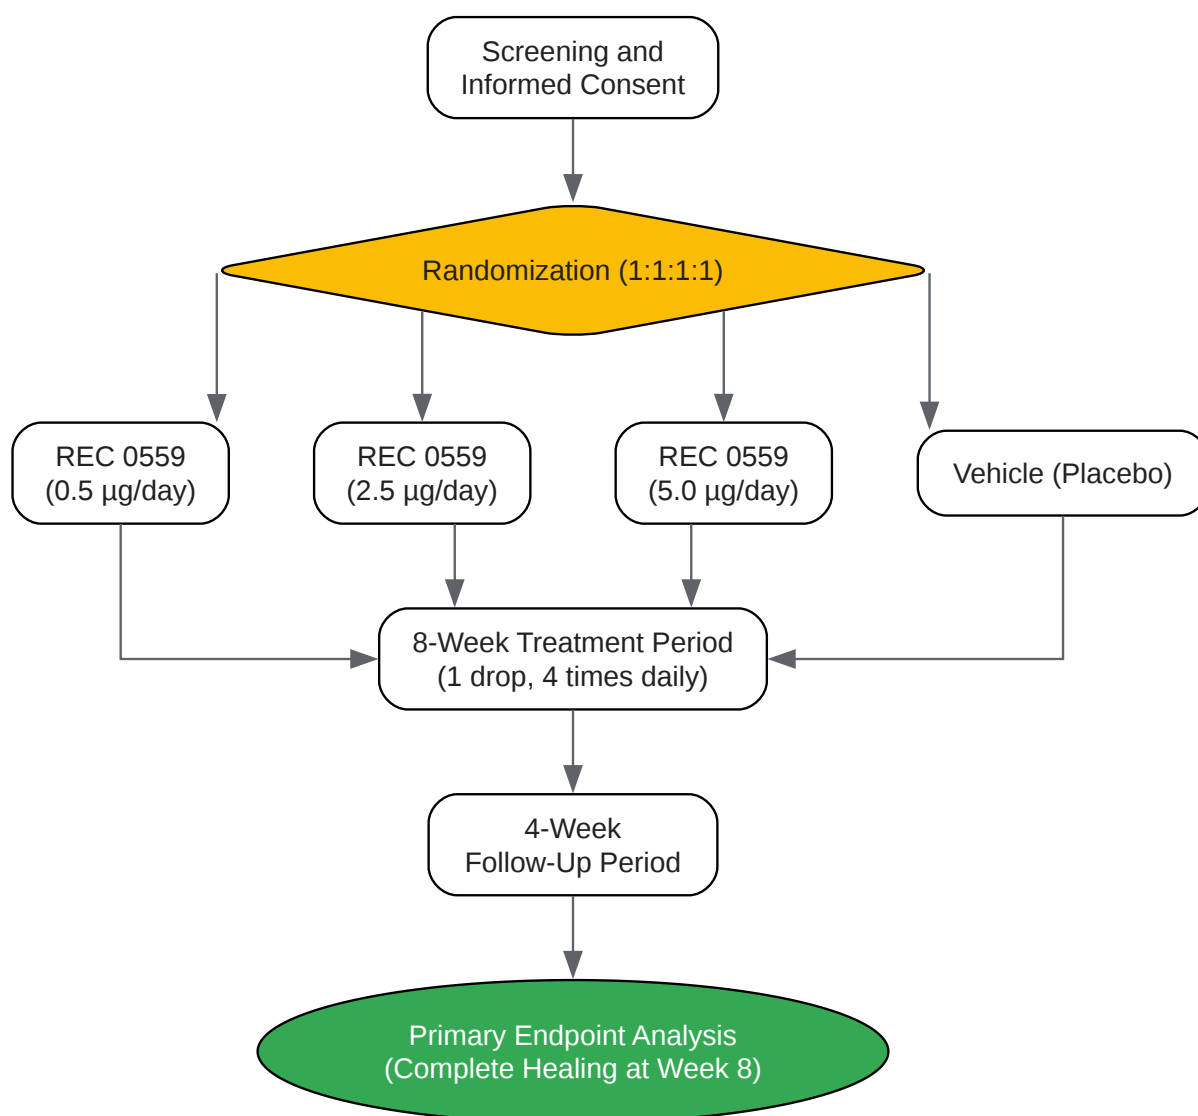 Screening and
Informed Consent
Randomization (1:1:1:1)
REC 0559
(0.5 µg/day)
REC 0559
(2.5 µg/day)
REC 0559
(5.0 µg/day)
Vehicle (Placebo)
8-Week Treatment Period
(1 drop, 4 times daily)
4-Week
Follow-Up Period
Primary Endpoint Analysis
(Complete Healing at Week 8)